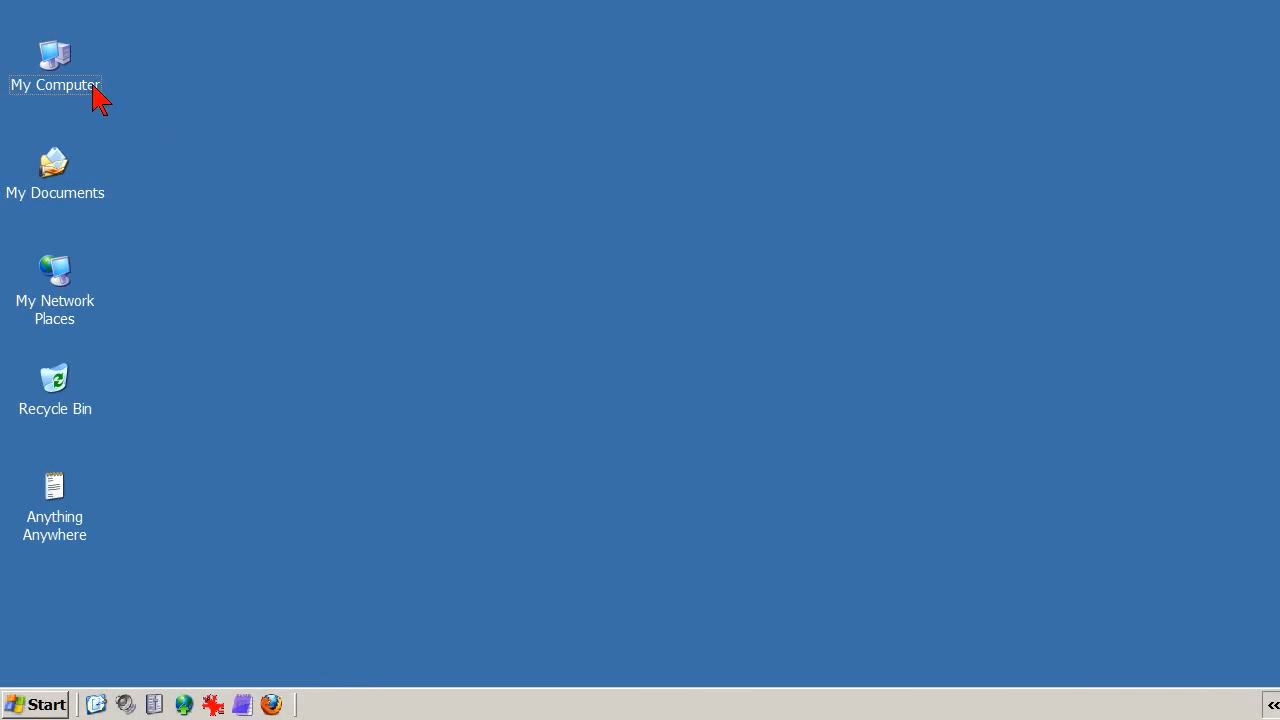 My Computer
My Documents
My Network
Places
Recycle Bin
Anything
Anywhere
Start